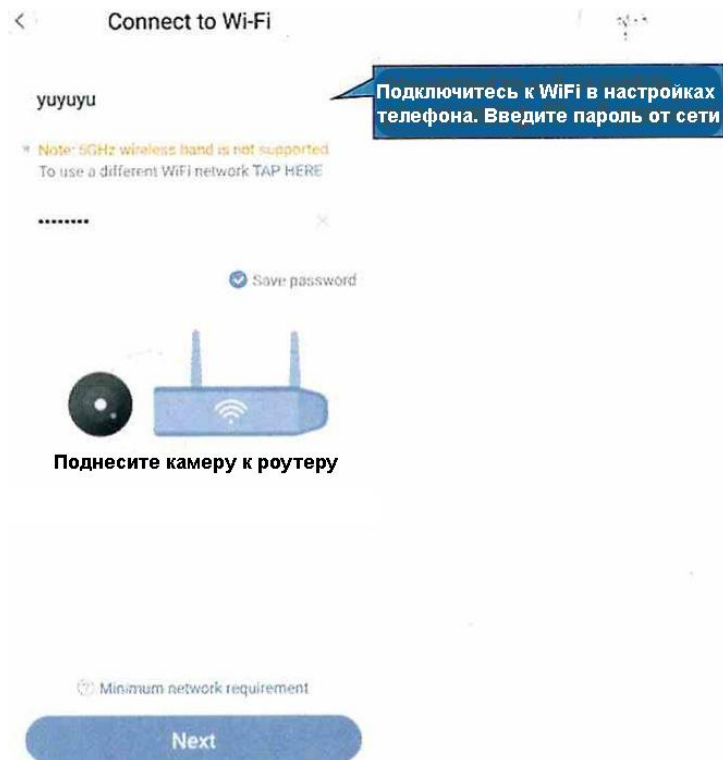 Connect to Wi-Fi
yuyuyu
Подключитесь к WiFi в настройках
телефона. Введите пароль от сети
* Note: 5GHz wireless band is not supported
To use a different WiFi network TAP HERE
••••••••
Save password
Поднесите камеру к роутеру
Minimum network requirement
Next